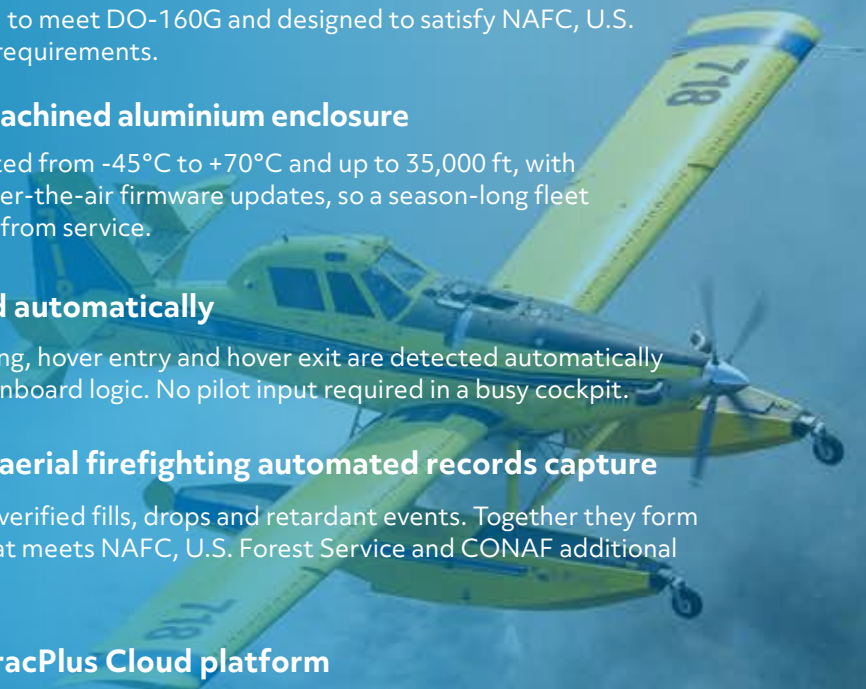 to meet DO-160G and designed to satisfy NAFC, U.S.
requirements.
achined aluminium enclosure
ted from -45°C to +70°C and up to 35,000 ft, with
er-the-air firmware updates, so a season-long fleet
from service.
d automatically
ng, hover entry and hover exit are detected automatically
nboard logic. No pilot input required in a busy cockpit.
aerial firefighting automated records capture
verified fills, drops and retardant events. Together they form
at meets NAFC, U.S. Forest Service and CONAF additional
racPlus Cloud platform
718
718